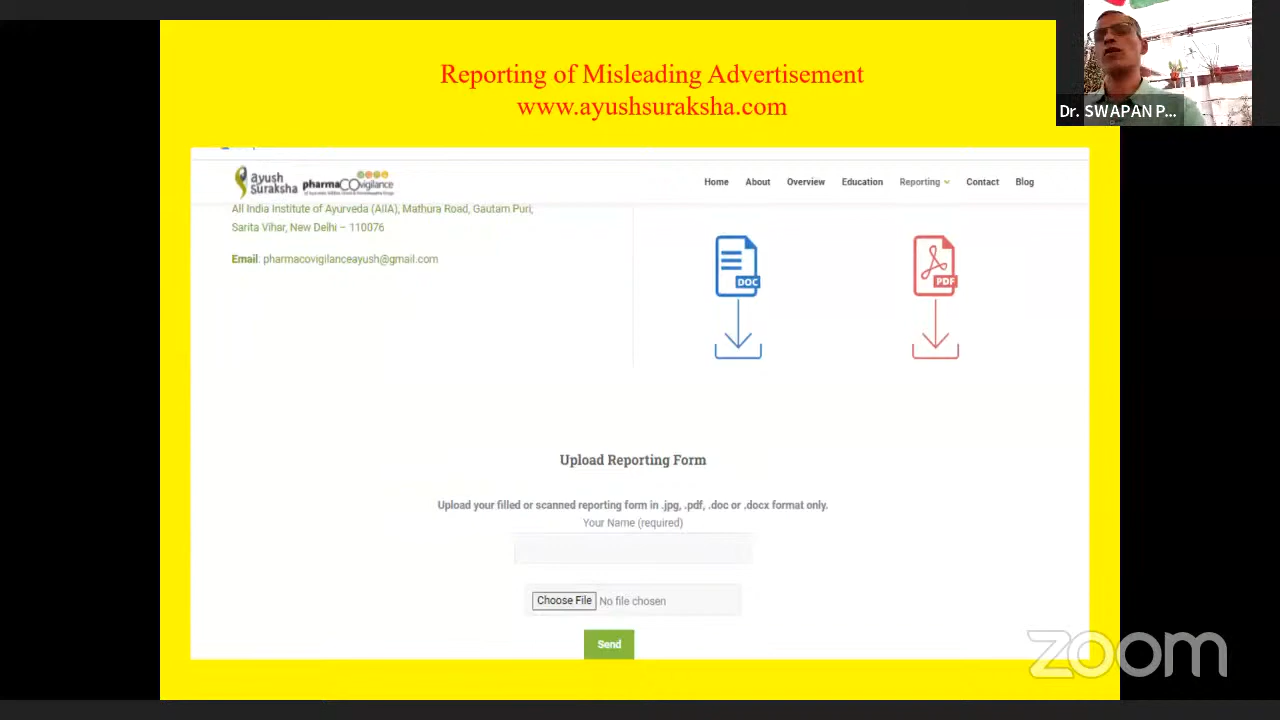 Reporting of Misleading Advertisement
www.ayushsuraksha.com
Dr. SWAPAN P...
ayush
Suraksha
pharmaCOvigilance
Home About Overview Education Reporting Contact Blog
All India Institute of Ayurveda (AIIA), Mathura Road, Gautam Puri,
Sarita Vihar, New Delhi – 110076
Email: pharmacovigilanceayush@gmail.com
DOC
PDF
Upload Reporting Form
Upload your filled or scanned reporting form in .jpg, .pdf, .doc or .docx format only.
Your Name (required)
Choose File No file chosen
Send
zoom